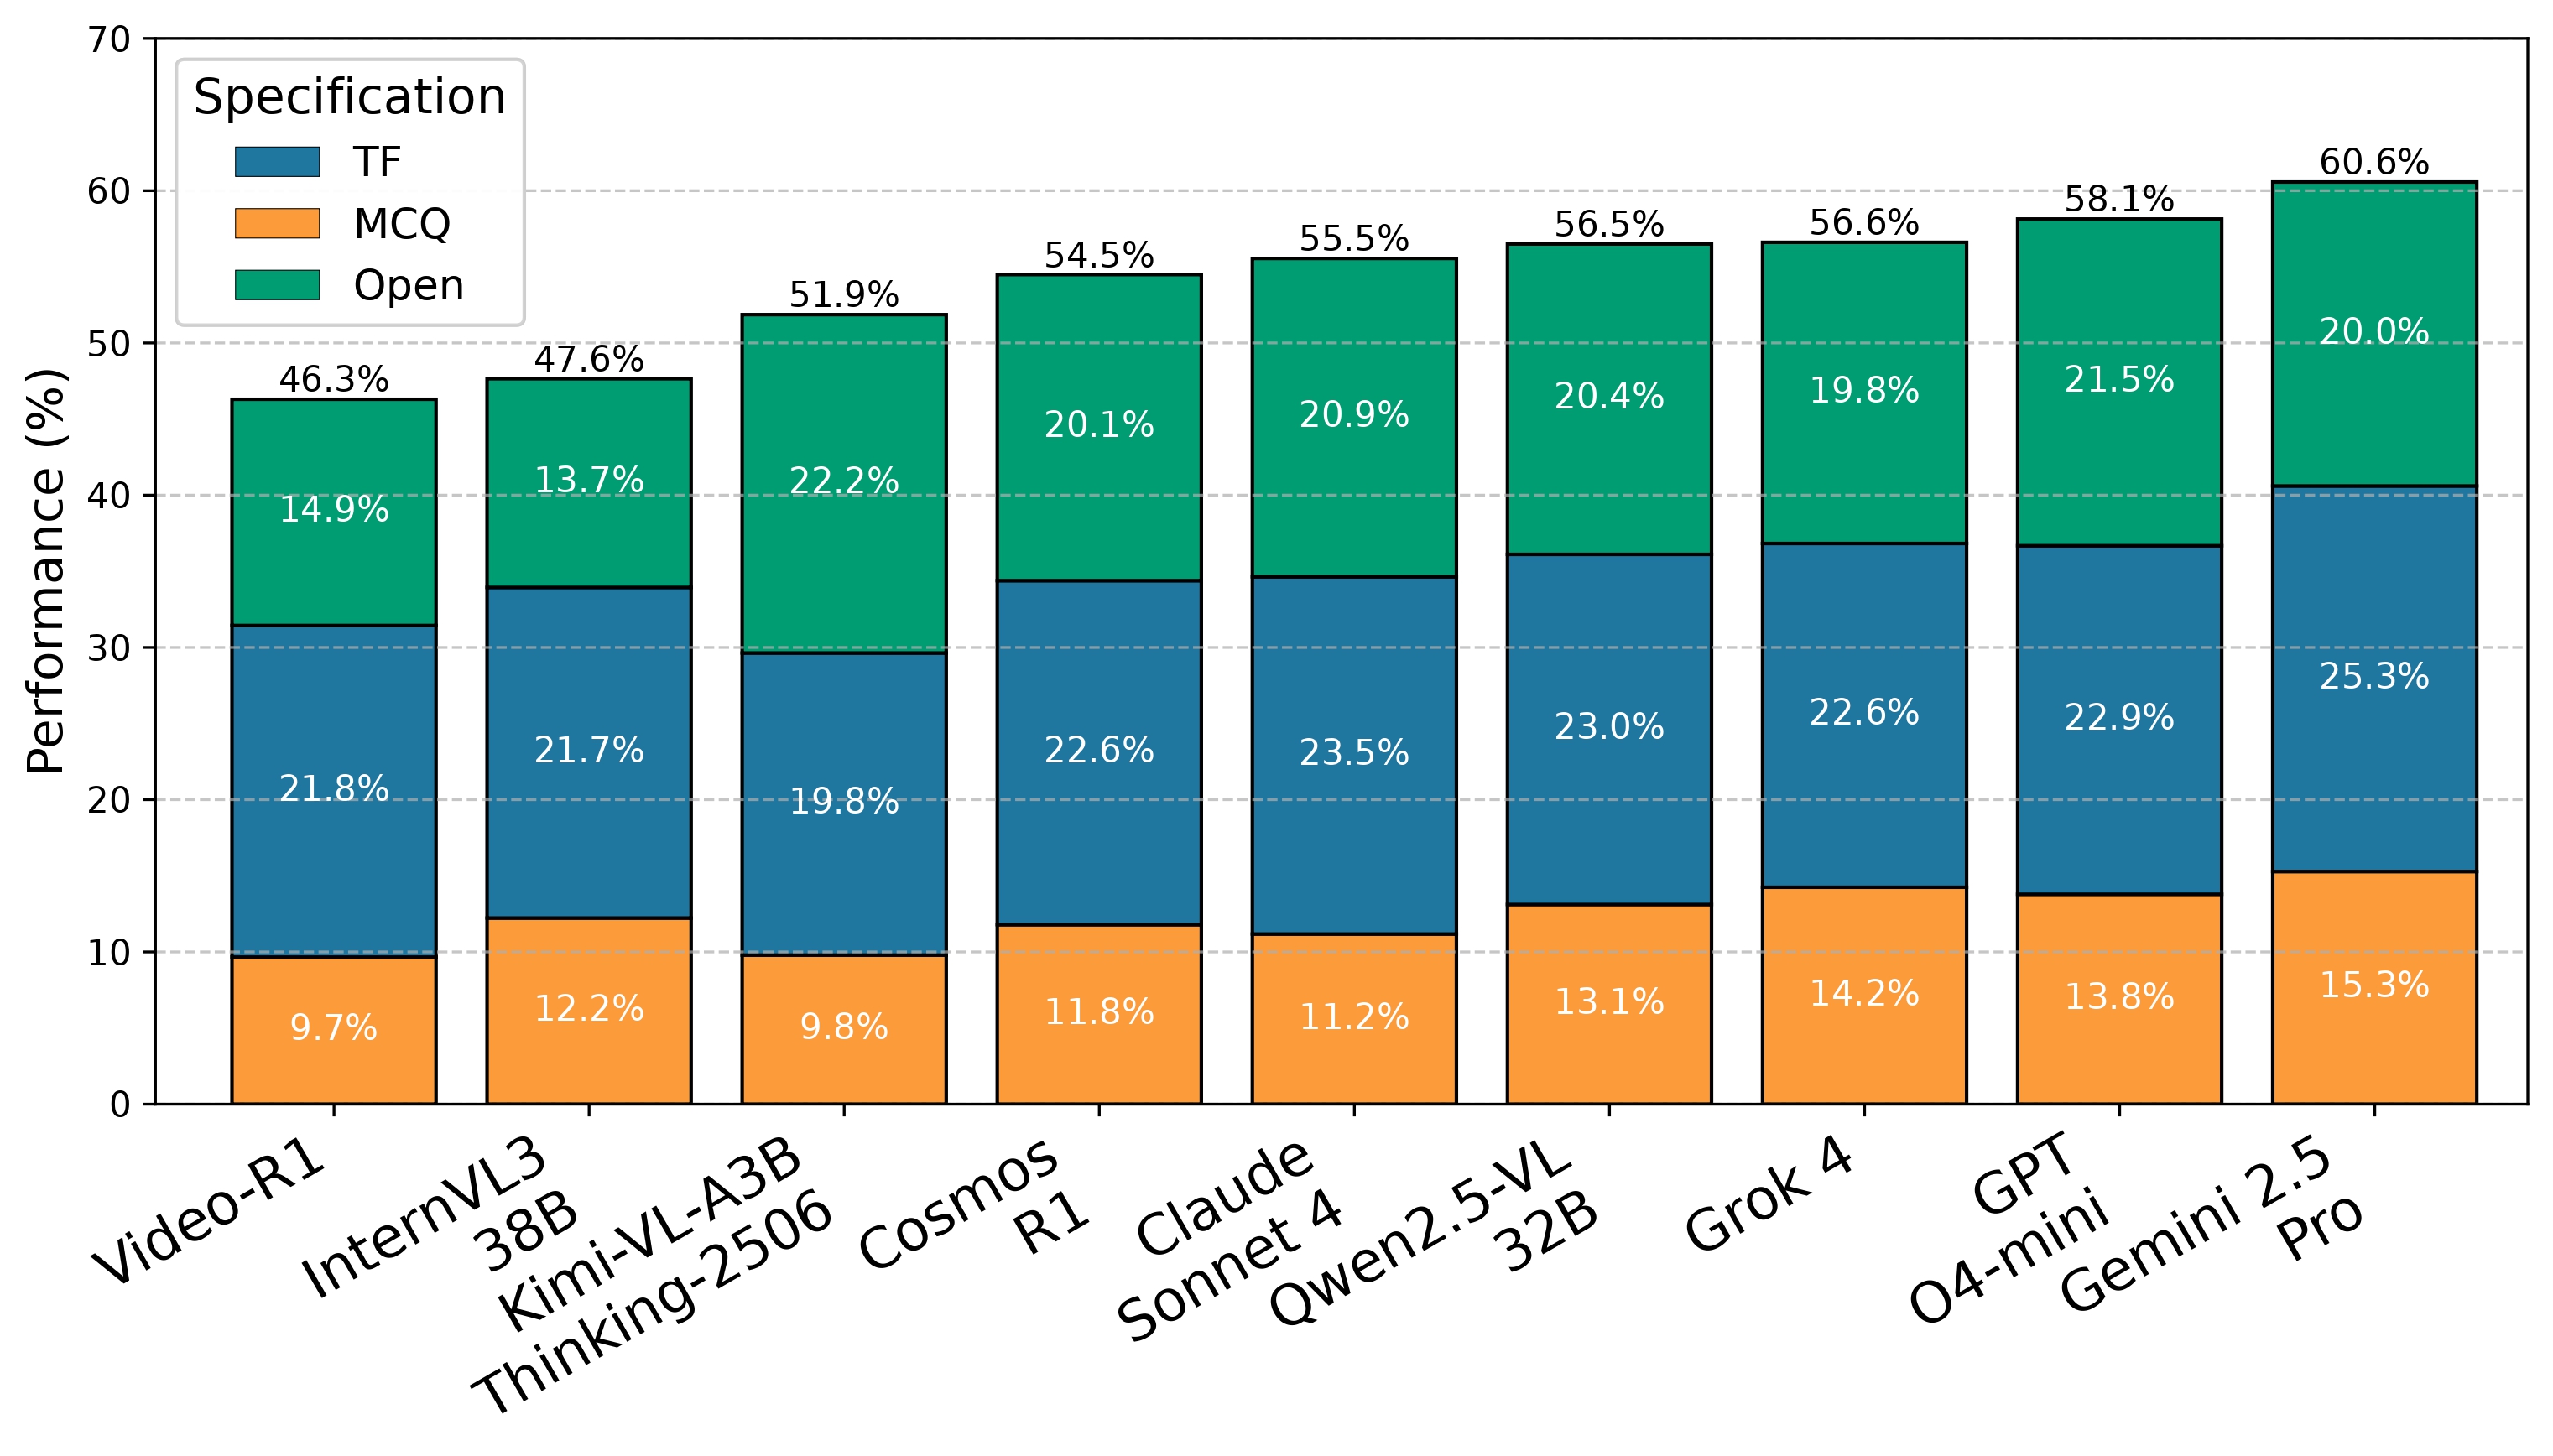 Performance (%)
70
60
50
40
30
20
10
0
Specification
TF
MCQ
Open
46.3%
14.9%
21.8%
9.7%
47.6%
13.7%
21.7%
12.2%
51.9%
22.2%
19.8%
9.8%
54.5%
20.1%
22.6%
11.8%
55.5%
20.9%
23.5%
11.2%
56.5%
20.4%
23.0%
13.1%
56.6%
19.8%
22.6%
14.2%
58.1%
21.5%
22.9%
13.8%
60.6%
20.0%
25.3%
15.3%
Video-R1
InternVL3
38B
Kimi-VL-A3B
Thinking-2506
Cosmos
R1
Claude
Sonnet 4
Qwen2.5-VL
32B
Grok 4
GPT
O4-mini
Gemini 2.5
Pro